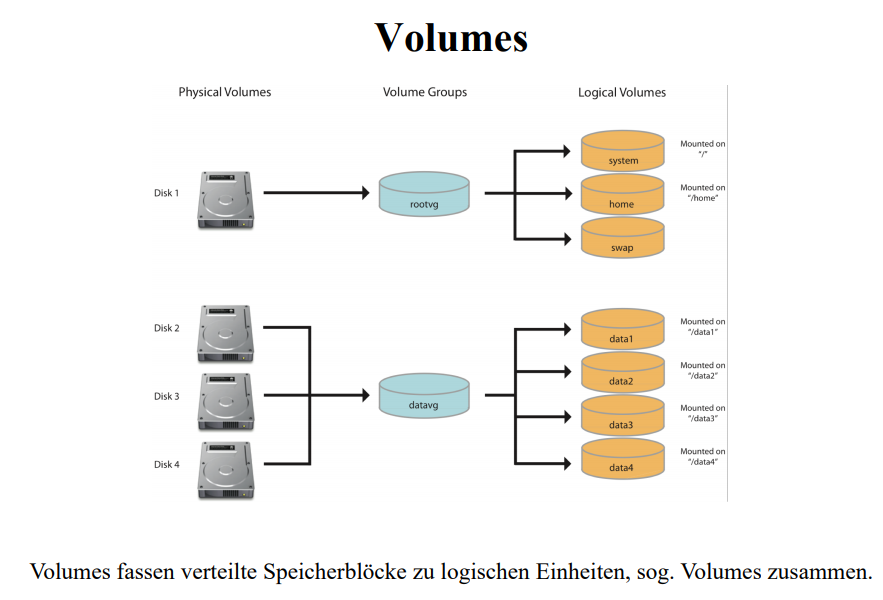 Volumes
Physical Volumes Volume Groups Logical Volumes
Mounted on
"/"
system
Disk 1
Mounted on
"/home"
rootvg
home
swap
Disk 2
Mounted on
"/data1"
data1
Mounted on
"/data2"
data2
Disk 3
datavg
Mounted on
"/data3"
data3
Disk 4
Mounted on
"/data4"
data4
Volumes fassen verteilte Speicherblöcke zu logischen Einheiten, sog. Volumes zusammen.